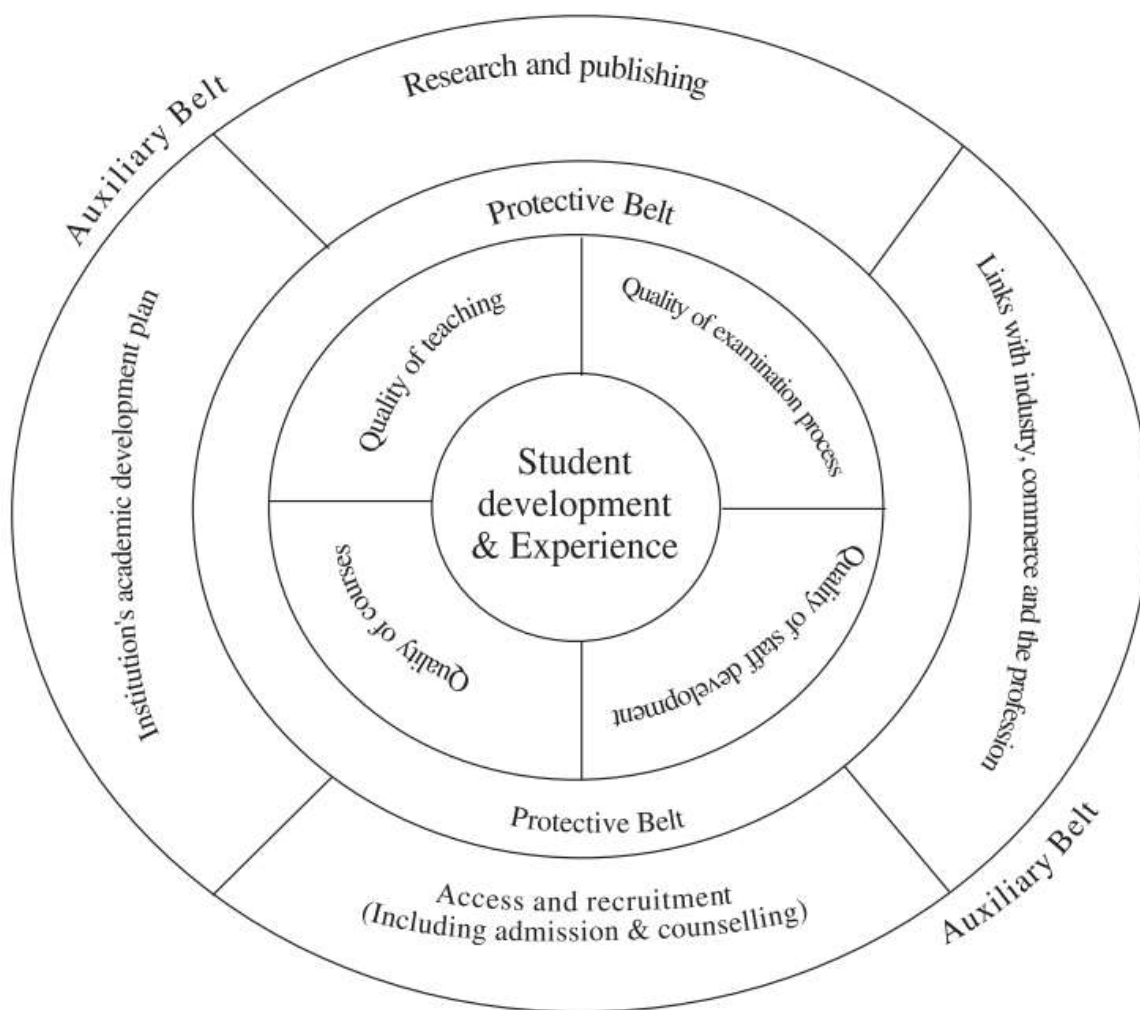 Auxiliary Belt
Research and publishing
Protective Belt
Quality of teaching
Quality of examination process
Institution's academic development plan
Student
development
& Experience
Links with industry, commerce and the profession
Quality of courses
Quality of staff development
Protective Belt
Access and recruitment
(Including admission & counselling)
Auxiliary Belt